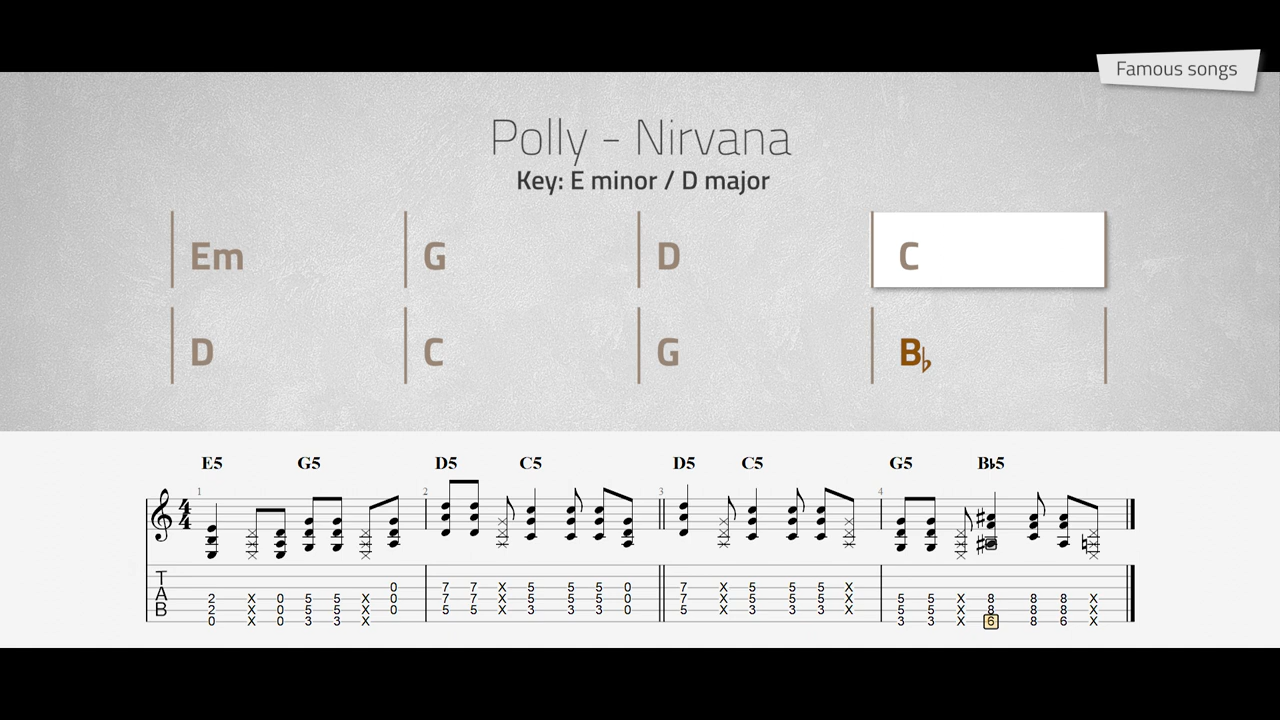 Famous songs
Polly - Nirvana
Key: E minor / D major
Em G D C
D C G B♭
E5 G5 D5 C5 D5 C5 G5 B♭5
1 2 3 4
4
4
T
A
B
0 7 7 X 5 5 5 0 7 X 5 5 5 X
2 X 0 5 5 X 0 7 7 X 5 5 5 0 7 X 5 5 5 X 5 5 X 8 8 8 X
2 X 0 5 5 X 0 5 5 X 3 3 3 0 5 X 3 3 3 X 5 5 X 8 8 8 X
0 X 0 3 3 X 3 3 X 6 8 6 X